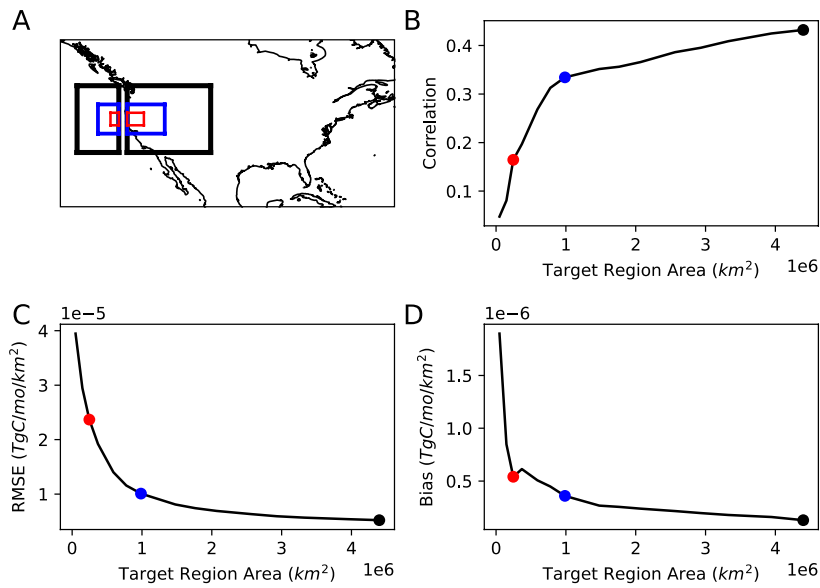 A
B
Correlation
0.4
0.3
0.2
0.1
0 1 2 3 4
1e6
Target Region Area (km²)
C
1e−5
RMSE (TgC/mo/km²)
4
3
2
1
0 1 2 3 4
1e6
Target Region Area (km²)
D
1e−6
Bias (TgC/mo/km²)
1.5
1.0
0.5
0 1 2 3 4
1e6
Target Region Area (km²)